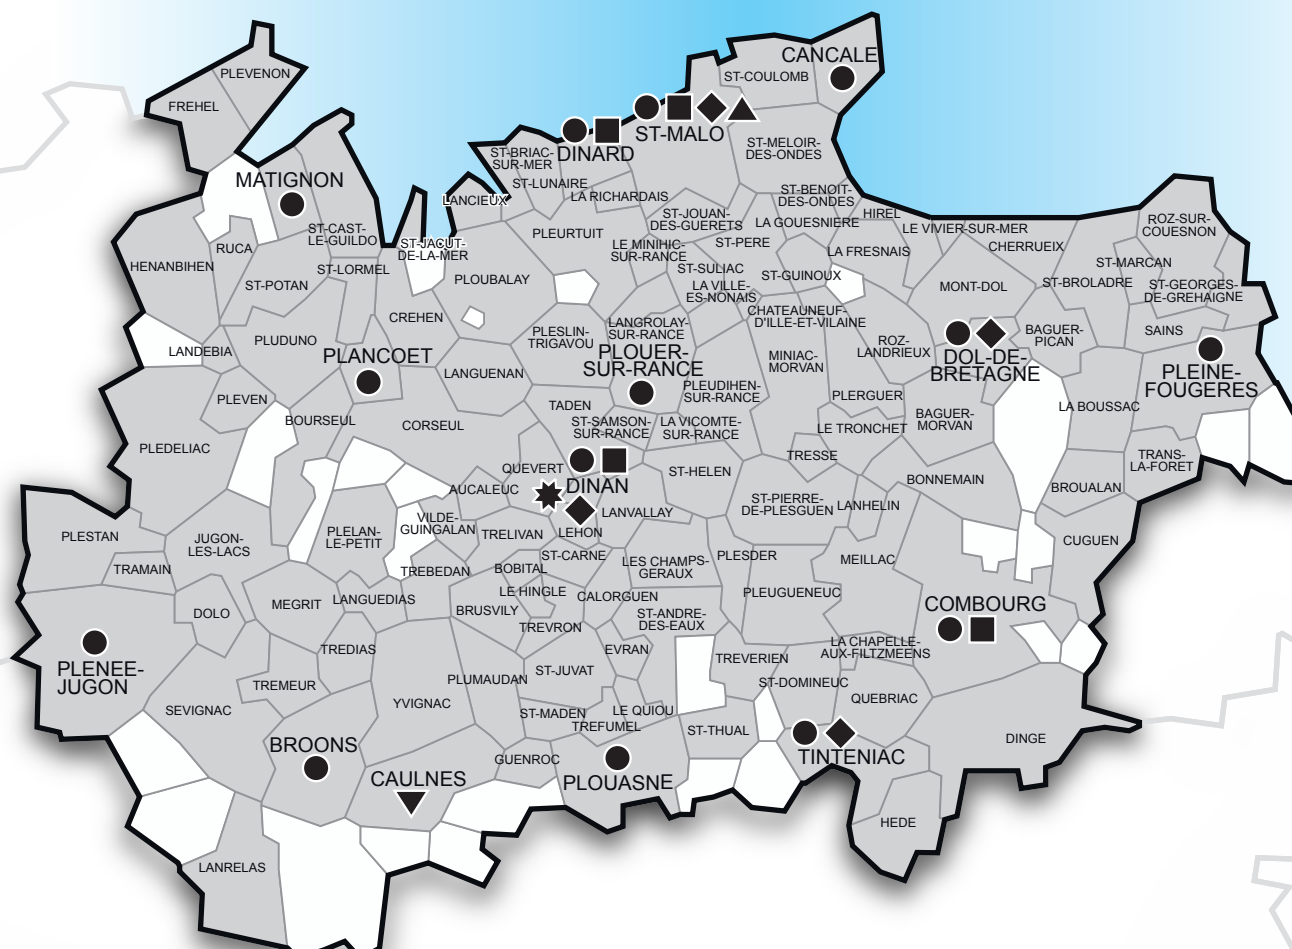 PLEVENON
FREHEL
CANCALE
ST-COULOMB
ST-MALO
DINARD
ST-BRIAC-
SUR-MER
ST-LUNAIRE
LA RICHARDAIS
ST-MELOIR-
DES-ONDES
MATIGNON
LANCIEUX
ST-BENOIT-
DES-ONDES
HIREL
ST-JOUAN-
DES-GUERETS
LA GOUESNIERE
LE VIVIER-SUR-MER
CHERRUEIX
ROZ-SUR-
COUESNON
ST-CAST-
LE-GUILDO
ST-JACUT-
DE-LA-MER
PLEURTUIT
LE MINIHIC-
SUR-RANCE
ST-PERE
LA FRESNAIS
RUCA
HENANBIHEN
ST-LORMEL
ST-POTAN
PLOUBALAY
ST-SULIAC
LA VILLE-
ES-NONAIS
ST-GUINOUX
MONT-DOL
ST-BROLADRE
ST-MARCAN
ST-GEORGES-
DE-GREHAIGNE
CREHEN
CHATEAUNEUF-
D'ILLE-ET-VILAINE
PLESLIN-
TRIGAVOU
LANGROLAY-
SUR-RANCE
PLUDUNO
LANDEBIA
PLANCOET
PLOUER-
SUR-RANCE
MINIAC-
MORVAN
ROZ-
LANDRIEUX
DOL-DE-
BRETAGNE
BAGUER-
PICAN
SAINS
PLEINE-
FOUGERES
LANGUENAN
PLEVEN
BOURSEUL
CORSEUL
TADEN
PLEUDIHEN-
SUR-RANCE
PLERGUER
BAGUER-
MORVAN
LA BOUSSAC
ST-SAMSON-
SUR-RANCE
LA VICOMTE-
SUR-RANCE
LE TRONCHET
PLEDELIAC
TRESSE
TRANS-
LA-FORET
QUEVERT
DINAN
ST-HELEN
BONNEMAIN
BROUALAN
AUCALEUC
LANVALLAY
ST-PIERRE-
DE-PLESGUEN
LANHELIN
PLESTAN
JUGON-
LES-LACS
PLELAN-
LE-PETIT
VILDE-
GUINGALAN
TRELIVAN
LEHON
CUGUEN
TRAMAIN
TREBEDAN
BOBITAL
ST-CARNE
LES CHAMPS-
GERAUX
PLESDER
MEILLAC
DOLO
MEGRIT
LANGUEDIAS
BRUSVILY
LE HINGLE
CALORGUEN
PLEUGUENEUC
COMBOURG
TREVRON
ST-ANDRE-
DES-EAUX
PLENEE-
JUGON
TREDIAS
EVRAN
TREVERIEN
LA CHAPELLE-
AUX-FILTZMEENS
TREMEUR
PLUMAUDAN
ST-JUVAT
ST-DOMINEUC
SEVIGNAC
YVIGNAC
QUEBRIAC
ST-MADEN
TREFUMEL
LE QUIOU
ST-THUAL
DINGE
BROONS
GUENROC
TINTENIAC
CAULNES
PLOUASNE
HEDE
LANRELAS